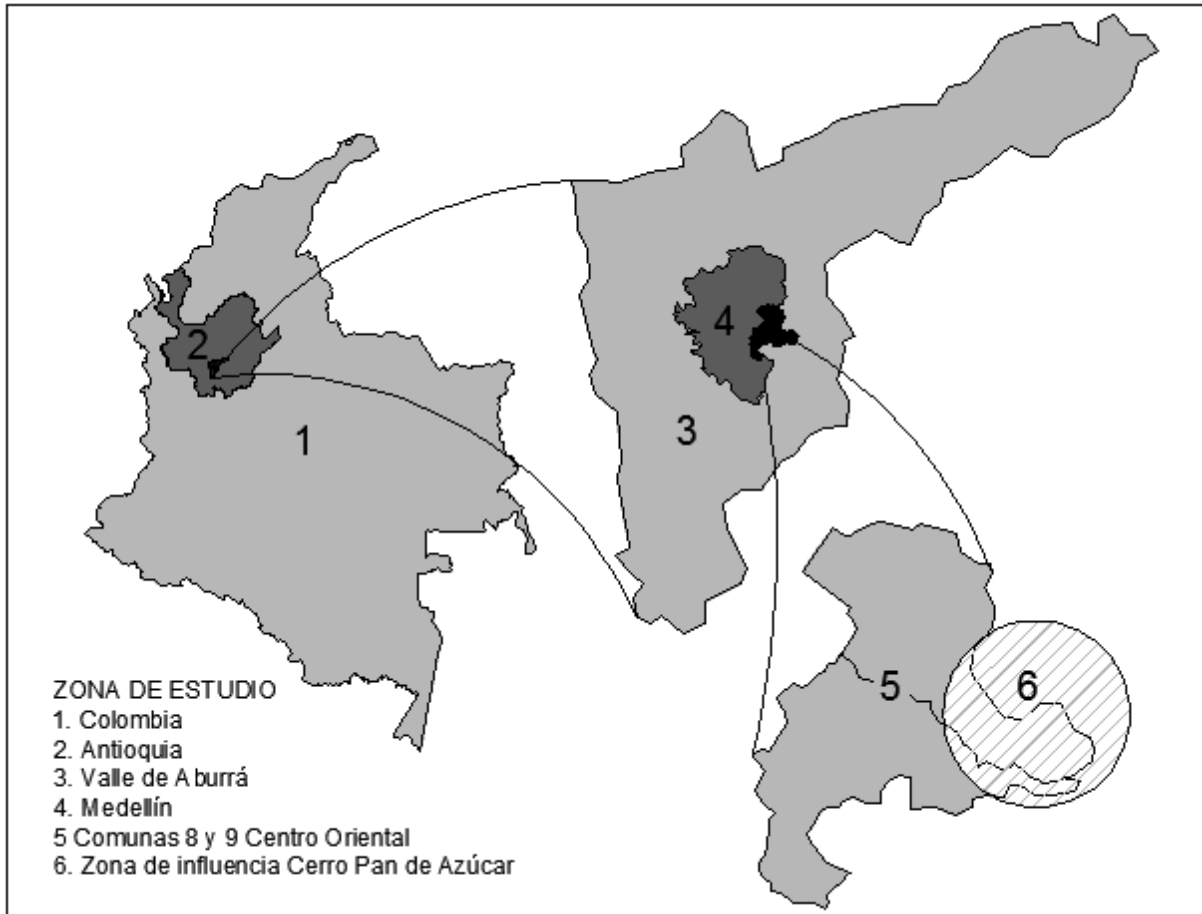 2
1
4
3
5
6
ZONA DE ESTUDIO
1. Colombia
2. Antioquia
3. Valle de Aburrá
4. Medellín
5 Comunas 8 y 9 Centro Oriental
6. Zona de influencia Cerro Pan de Azúcar